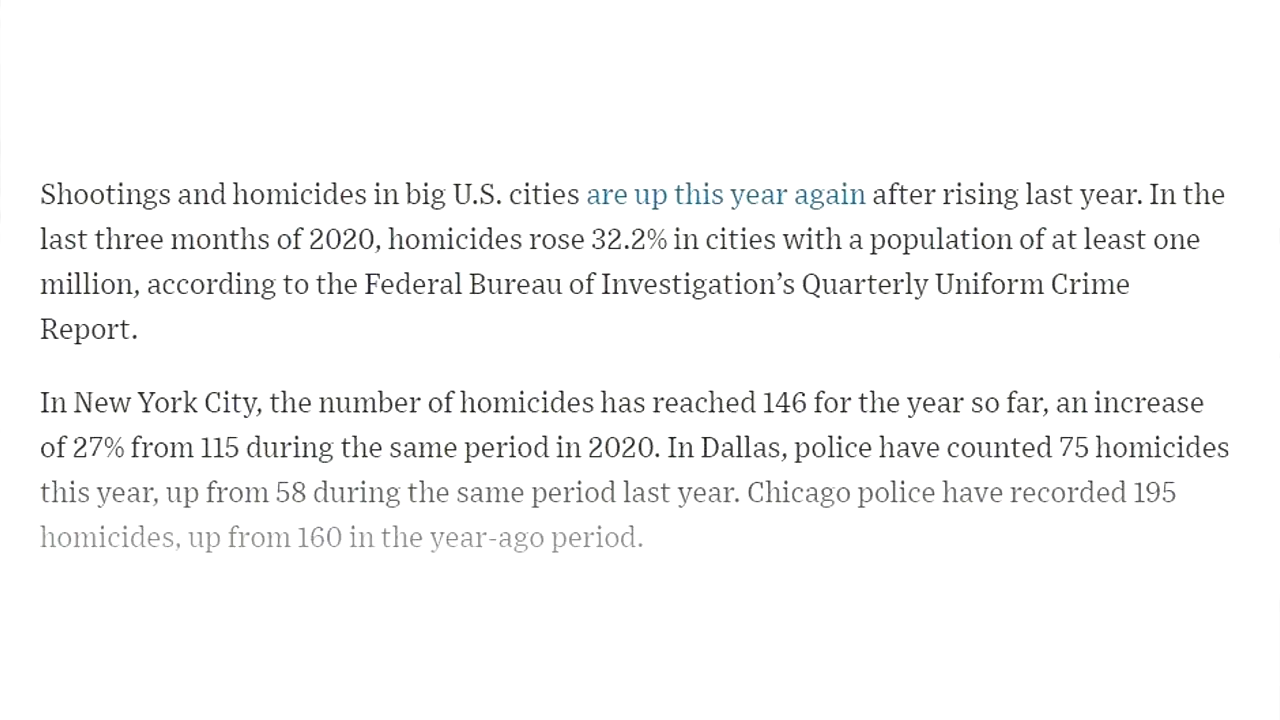 Shootings and homicides in big U.S. cities are up this year again after rising last year. In the
last three months of 2020, homicides rose 32.2% in cities with a population of at least one
million, according to the Federal Bureau of Investigation’s Quarterly Uniform Crime
Report.
In New York City, the number of homicides has reached 146 for the year so far, an increase
of 27% from 115 during the same period in 2020. In Dallas, police have counted 75 homicides
this year, up from 58 during the same period last year. Chicago police have recorded 195
homicides, up from 160 in the year-ago period.